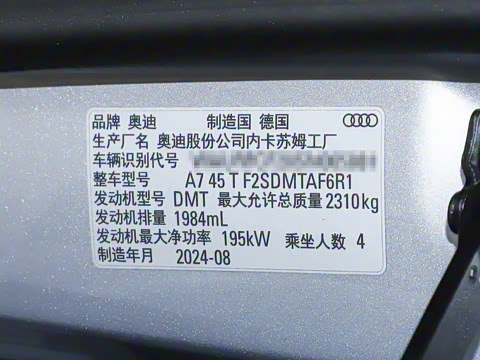 品牌 奥迪 制造国 德国
生产厂名 奥迪股份公司内卡苏姆工厂
车辆识别代号
整车型号 A7 45 T F2SDMTAF6R1
发动机型号 DMT 最大允许总质量 2310kg
发动机排量 1984mL
发动机最大净功率 195kW 乘坐人数 4
制造年月 2024-08